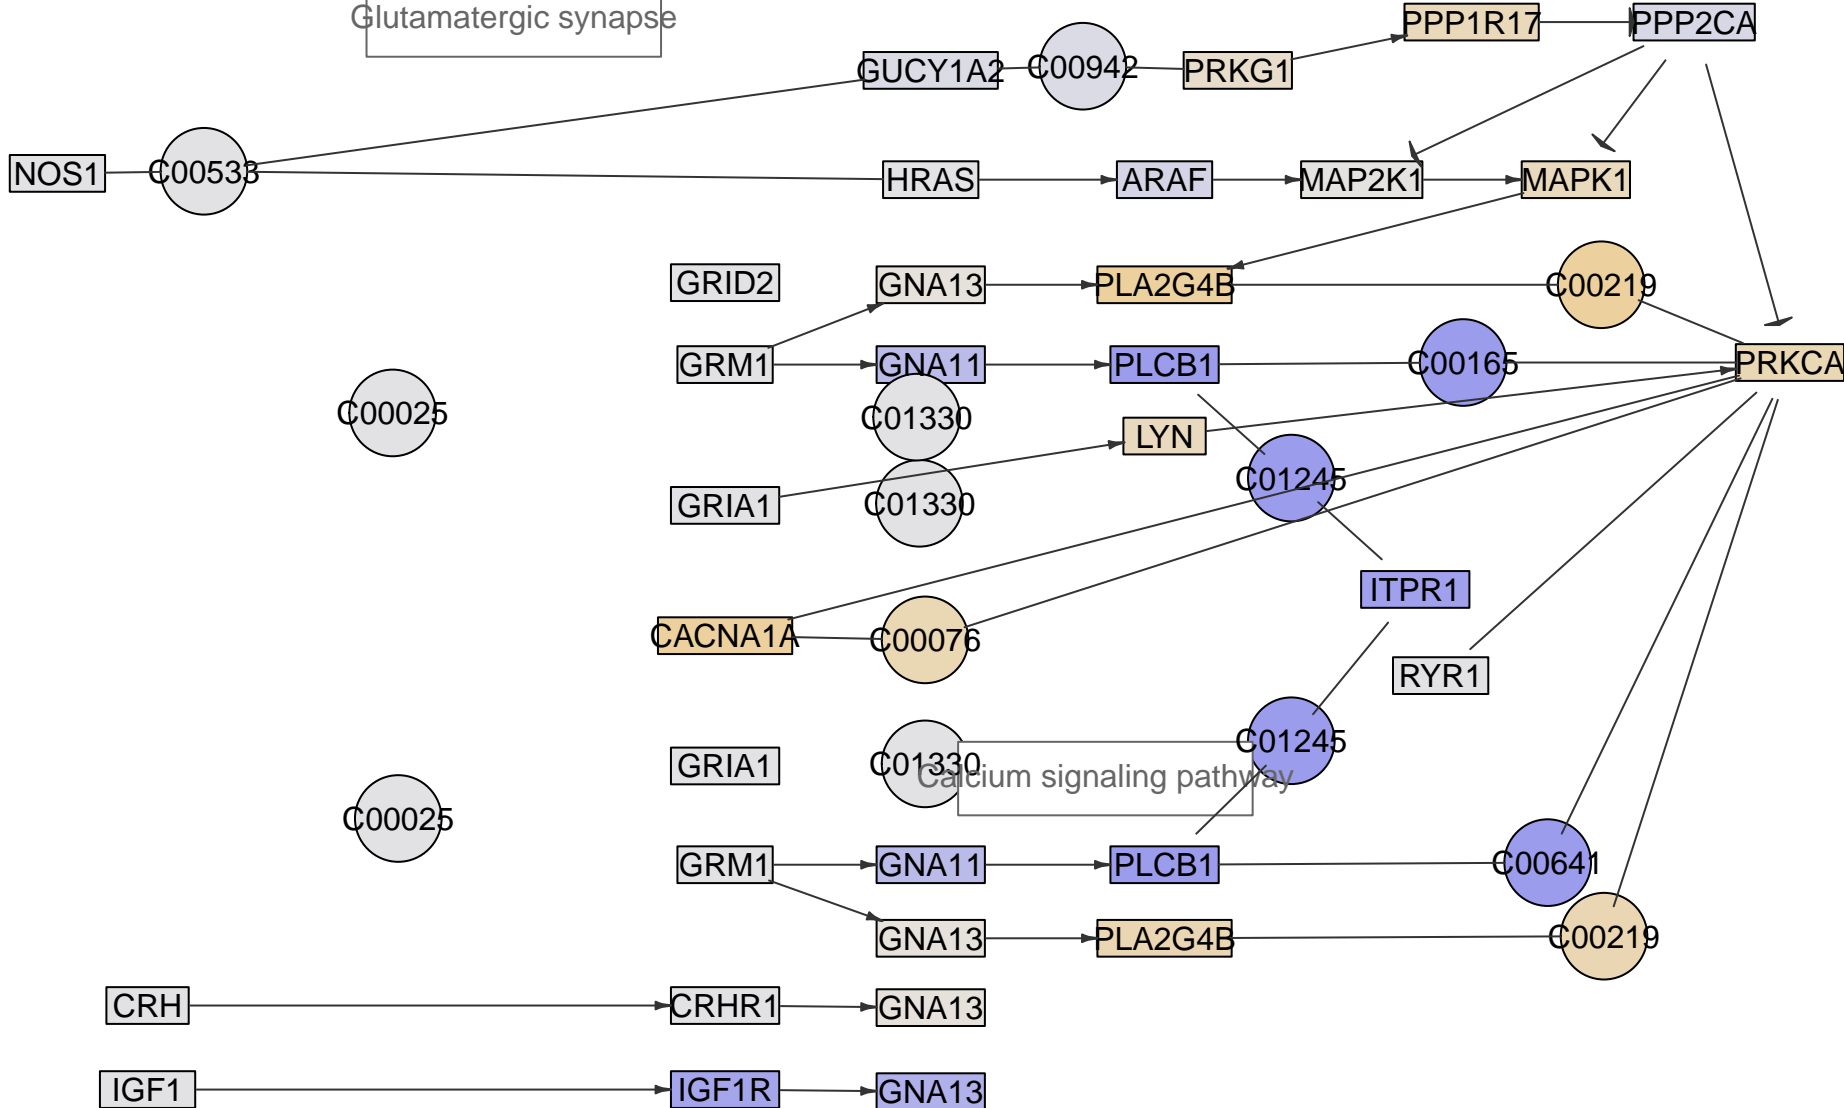 Glutamatergic synapse
PPP1R17
PPP2CA
GUCY1A2
C00942
PRKG1
NOS1
C00533
HRAS
ARAF
MAP2K1
MAPK1
GRID2
GNA13
PLA2G4B
C00219
GRM1
GNA11
PLCB1
C00165
PRKCA
C00025
C01330
LYN
C01245
GRIA1
C01330
ITPR1
CACNA1A
C00076
RYR1
C01245
GRIA1
C01330
Calcium signaling pathway
C00025
GRM1
GNA11
PLCB1
C00641
GNA13
PLA2G4B
C00219
CRH
CRHR1
GNA13
IGF1
IGF1R
GNA13